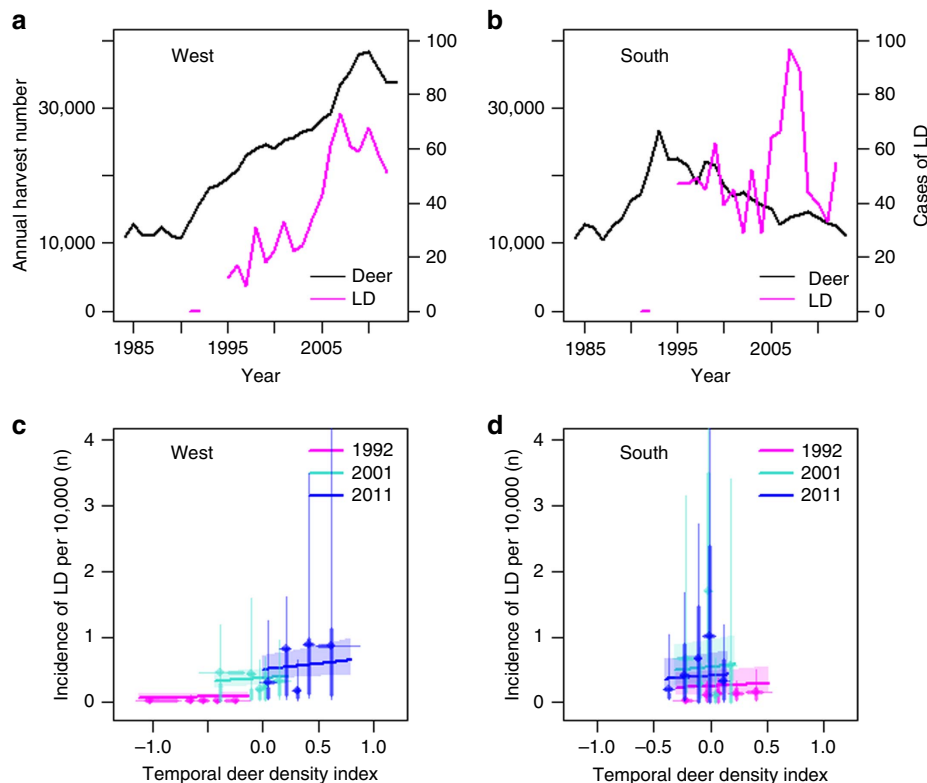 a
West
Annual harvest number
30,000
10,000
0
100
80
60
40
20
0
Deer
LD
1985
1995
2005
Year
b
South
30,000
10,000
0
100
80
60
40
20
0
Cases of LD
Deer
LD
1985
1995
2005
Year
c
West
1992
2001
2011
Incidence of LD per 10,000 (n)
4
3
2
1
0
−1.0
0.0
0.5
1.0
Temporal deer density index
d
South
1992
2001
2011
Incidence of LD per 10,000 (n)
4
3
2
1
0
−1.0
−0.5
0.0
0.5
1.0
Temporal deer density index